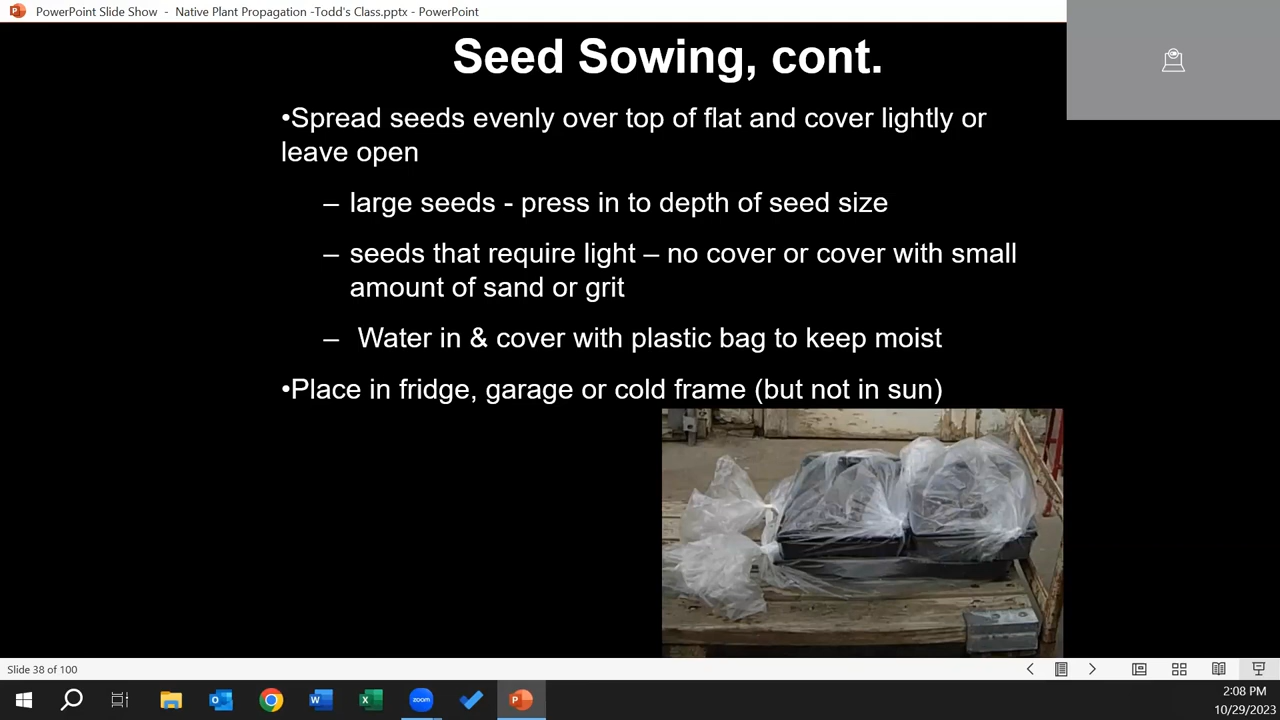 PowerPoint Slide Show - Native Plant Propagation -Todd's Class.pptx - PowerPoint
Seed Sowing, cont.
•Spread seeds evenly over top of flat and cover lightly or
leave open
– large seeds - press in to depth of seed size
– seeds that require light – no cover or cover with small
amount of sand or grit
– Water in & cover with plastic bag to keep moist
•Place in fridge, garage or cold frame (but not in sun)
Slide 38 of 100
zoom
2:08 PM
10/29/2023